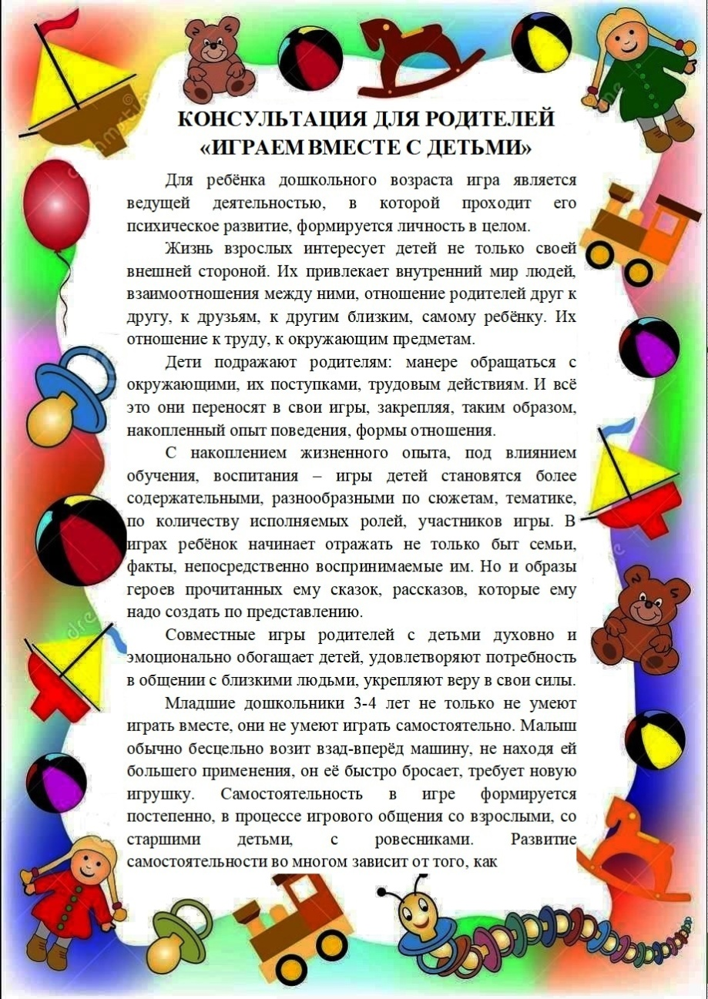 КОНСУЛЬТАЦИЯ ДЛЯ РОДИТЕЛЕЙ
«ИГРАЕМ ВМЕСТЕ С ДЕТЬМИ»
Для ребёнка дошкольного возраста игра является
ведущей деятельностью, в которой проходит его
психическое развитие, формируется личность в целом.
Жизнь взрослых интересует детей не только своей
внешней стороной. Их привлекает внутренний мир людей,
взаимоотношения между ними, отношение родителей друг к
другу, к друзьям, к другим близким, самому ребёнку. Их
отношение к труду, к окружающим предметам.
Дети подражают родителям: манере обращаться с
окружающими, их поступками, трудовым действиям. И всё
это они переносят в свои игры, закрепляя, таким образом,
накопленный опыт поведения, формы отношения.
С накоплением жизненного опыта, под влиянием
обучения, воспитания – игры детей становятся более
содержательными, разнообразными по сюжетам, тематике,
по количеству исполняемых ролей, участников игры. В
играх ребёнок начинает отражать не только быт семьи,
факты, непосредственно воспринимаемые им. Но и образы
героев прочитанных ему сказок, рассказов, которые ему
надо создать по представлению.
Совместные игры родителей с детьми духовно и
эмоционально обогащает детей, удовлетворяют потребность
в общении с близкими людьми, укрепляют веру в свои силы.
Младшие дошкольники 3-4 лет не только не умеют
играть вместе, они не умеют играть самостоятельно. Малыш
обычно бесцельно возит взад-вперёд машину, не находя ей
большего применения, он её быстро бросает, требует новую
игрушку. Самостоятельность в игре формируется
постепенно, в процессе игрового общения со взрослыми, со
старшими детьми, с ровесниками. Развитие
самостоятельности во многом зависит от того, как